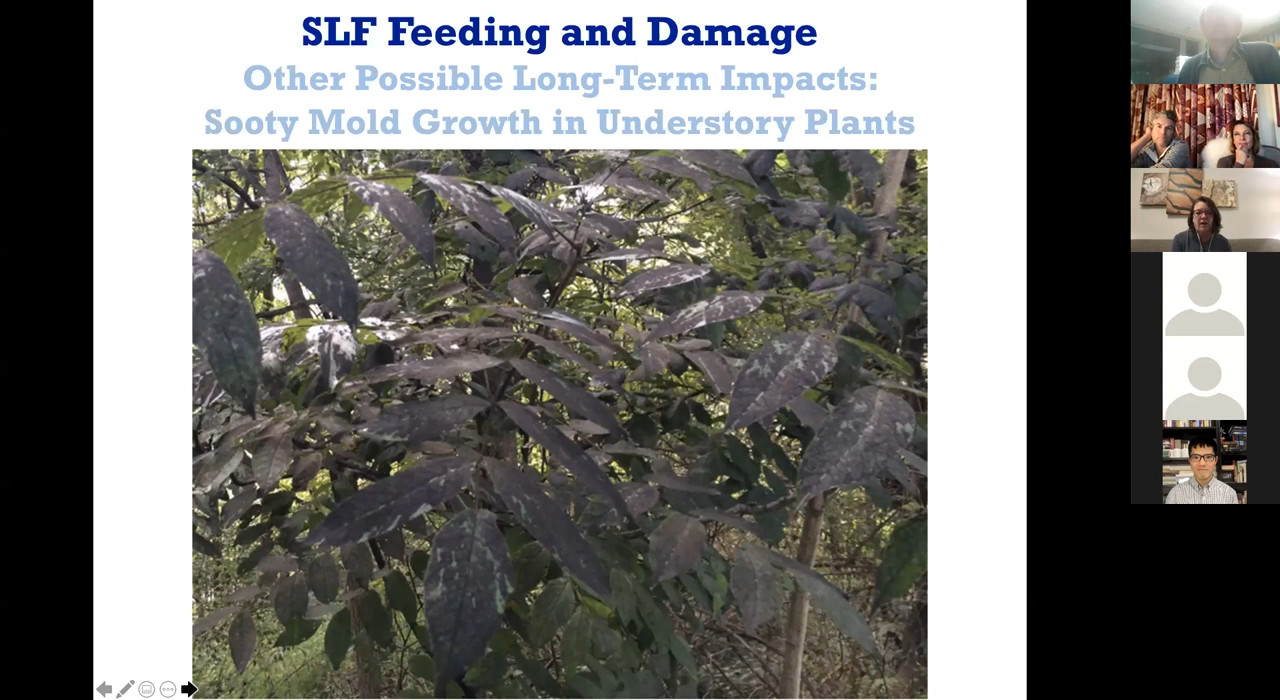 SLF Feeding and Damage
Other Possible Long-Term Impacts:
Sooty Mold Growth in Understory Plants